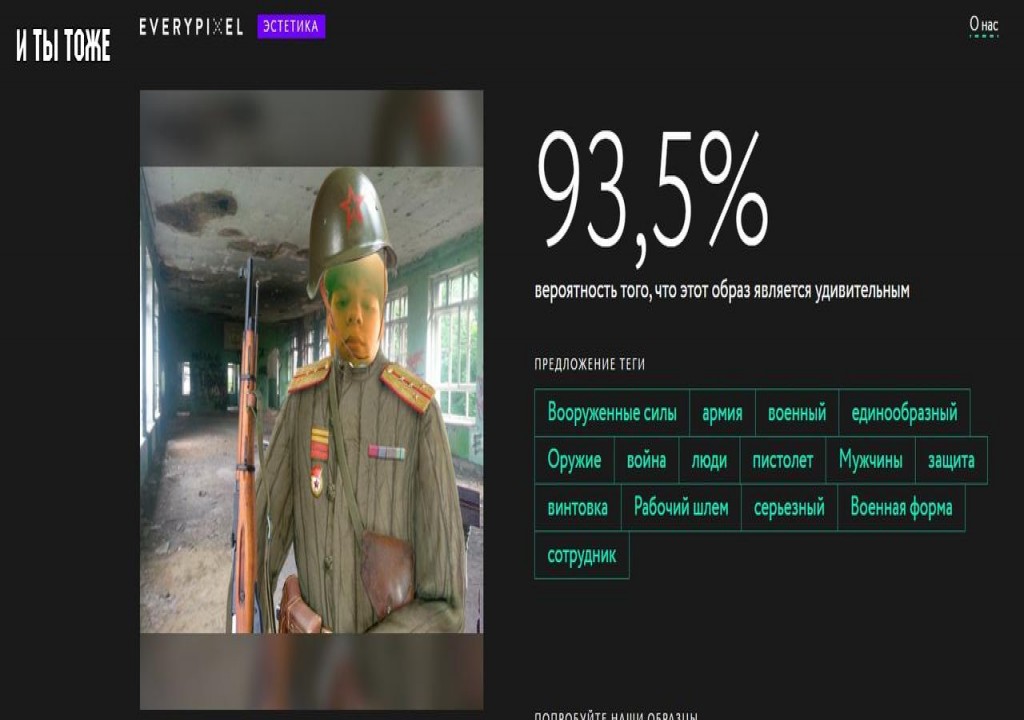 И ТЫ ТОЖЕ
EVERYPIXEL ЭСТЕТИКА
О нас
93,5%
вероятность того, что этот образ является удивительным
ПРЕДЛОЖЕНИЕ ТЕГИ
Вооруженные силы армия военный единообразный
Оружие война люди пистолет Мужчины защита
винтовка Рабочий шлем серьезный Военная форма
сотрудник
ПОПРОБУЙТЕ НАШИ ОБРАЗЦЫ